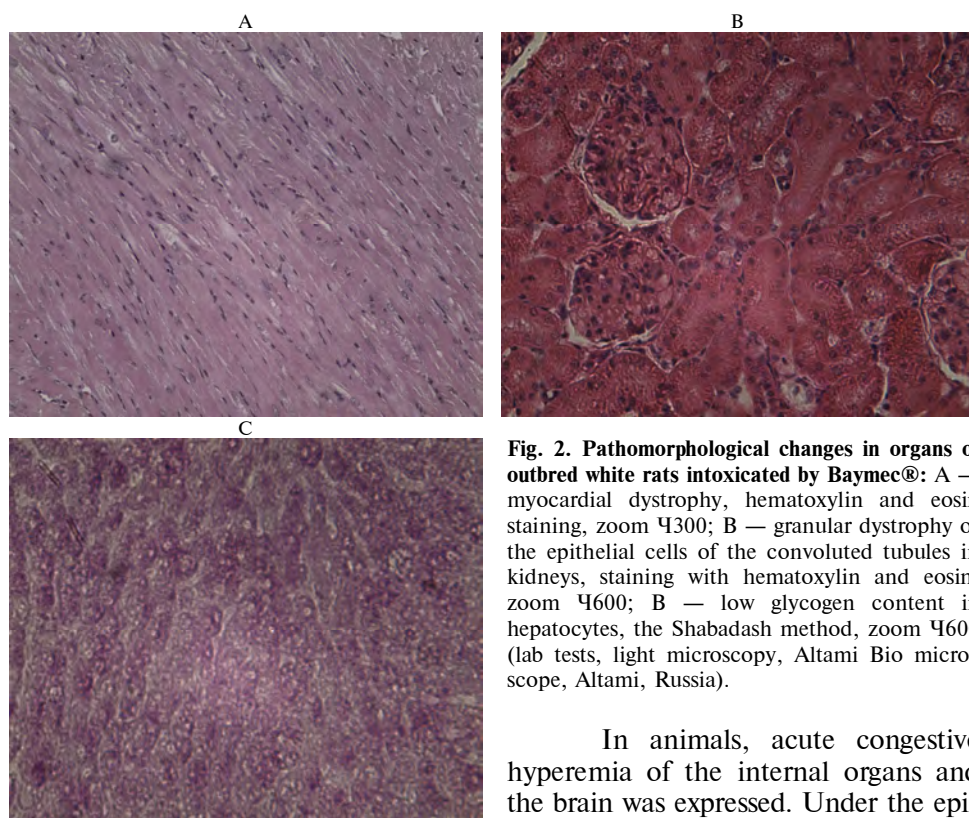 A
B
C
Fig. 2. Pathomorphological changes in organs o
outbred white rats intoxicated by Baymec®: A —
myocardial dystrophy, hematoxylin and eosi
staining, zoom Ч300; B — granular dystrophy o
the epithelial cells of the convoluted tubules i
kidneys, staining with hematoxylin and eosin
zoom Ч600; B — low glycogen content i
hepatocytes, the Shabadash method, zoom Ч60
(lab tests, light microscopy, Altami Bio micro-
scope, Altami, Russia).
In animals, acute congestive
hyperemia of the internal organs and
the brain was expressed. Under the epi-